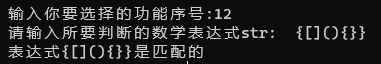 输入你要选择的功能序号:12
请输入所要判断的数学表达式str:  {[](){}}
表达式{[](){}}是匹配的